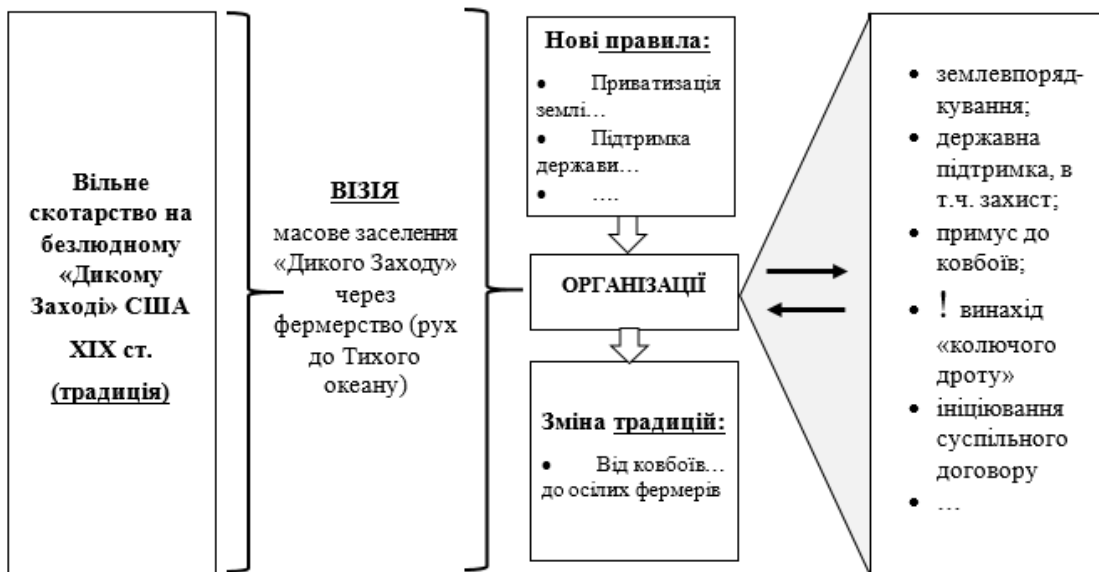 Вільне
скотарство на
безлюдному
«Дикому
Заході» США
XIX ст.
(традиція)
ВІЗІЯ
масове заселення
«Дикого Заходу»
через
фермерство (рух
до Тихого
океану)
Нові правила:
• Приватизація
землі…
• Підтримка
держави…
• ….
ОРГАНІЗАЦІЇ
Зміна традицій:
• Від ковбоїв…
до осілих фермерів
• землевпоряд-
кування;
• державна
підтримка, в
т.ч. захист;
• примус до
ковбоїв;
• ! винахід
«колючого
дроту»
• ініціювання
суспільного
договору
• …